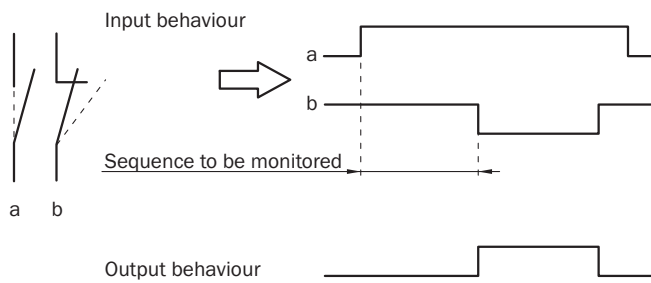 Input behaviour
a
b
Sequence to be monitored
a b
Output behaviour